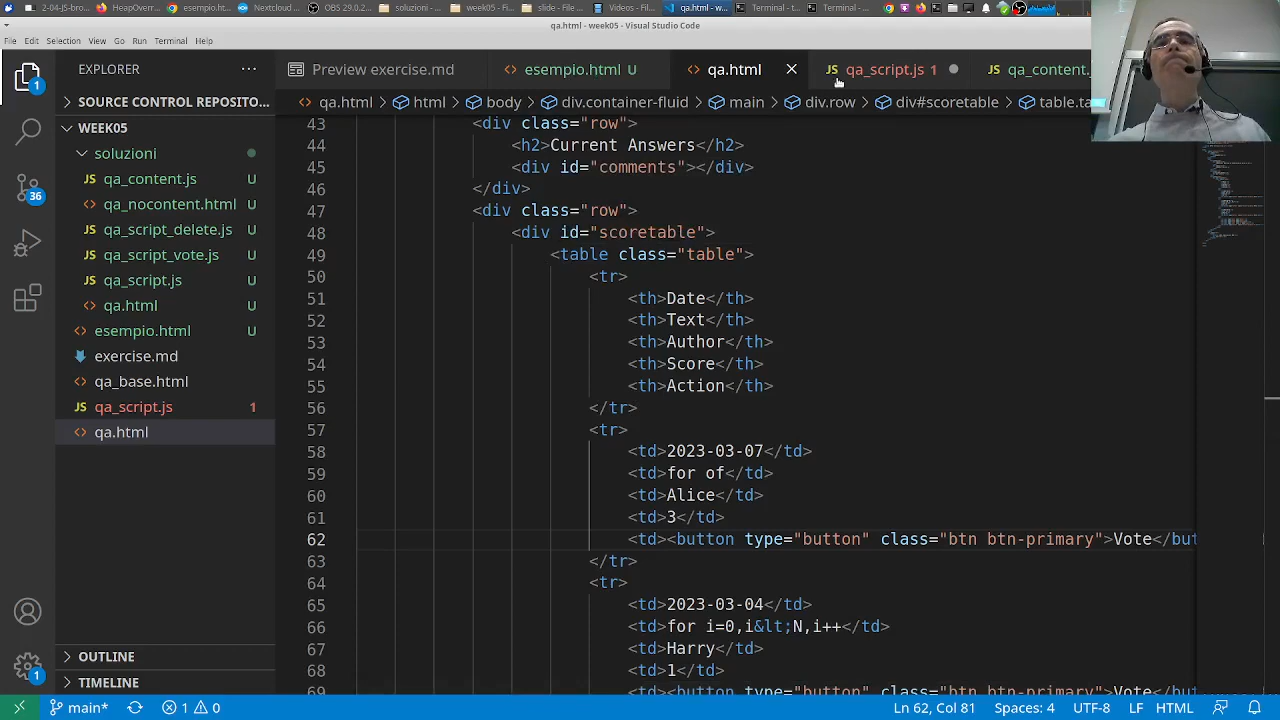 2-Next
HeapOverr...
esempio.ht...
NOVITA'
OBS 29.0.2...
soluzioni -...
week05 - Fi...
slide - File ...
Videos - Fil...
qa.html - w...
Terminal - t...
Terminal -...
qa.html - week05 - Visual Studio Code
File Edit Selection View Go Run Terminal Help
EXPLORER ...
Preview exercise.md
esempio.html U
qa.html
JS qa_script.js 1
JS qa_content.
SOURCE CONTROL REPOSITO...
qa.html > html > body > div.container-fluid > main > div.row > div#scoretable > table.ta
WEEK05
soluzioni
JS qa_content.js U
qa_nocontent.html U
JS qa_script_delete.js U
JS qa_script_vote.js U
JS qa_script.js U
qa.html U
esempio.html U
exercise.md
qa_base.html
JS qa_script.js 1
qa.html
OUTLINE
TIMELINE
1
36
1
43 <div class="row">
44 <h2>Current Answers</h2>
45 <div id="comments"></div>
46 </div>
47 <div class="row">
48 <div id="scoretable">
49 <table class="table">
50 <tr>
51 <th>Date</th>
52 <th>Text</th>
53 <th>Author</th>
54 <th>Score</th>
55 <th>Action</th>
56 </tr>
57 <tr>
58 <td>2023-03-07</td>
59 <td>for of</td>
60 <td>Alice</td>
61 <td>3</td>
62 <td><button type="button" class="btn btn-primary">Vote</but
63 </tr>
64 <tr>
65 <td>2023-03-04</td>
66 <td>for i=0,i&lt;N,i++</td>
67 <td>Harry</td>
68 <td>1</td>
69 <td><button type="button" class="btn btn-primary">Vote</but
main* 1 0 Ln 62, Col 81 Spaces: 4 UTF-8 LF HTML